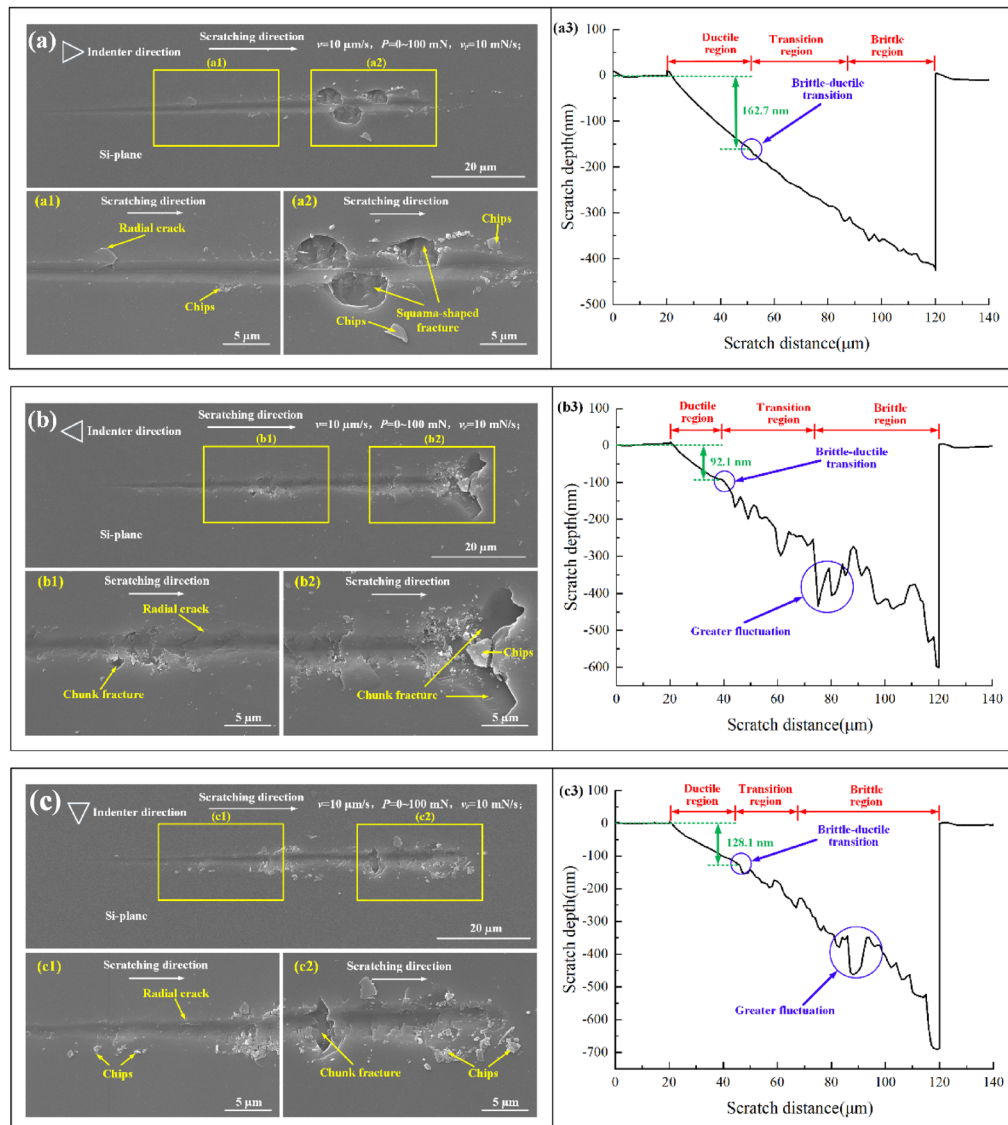 (a)
Indenter direction
Scratching direction
v=10 μm/s, P=0~100 mN, vₚ=10 mN/s;
(a1)
(a2)
Si-plane
20 μm
(a1)
Scratching direction
Radial crack
Chips
5 μm
(a2)
Scratching direction
Chips
Squama-shaped
fracture
Chips
5 μm
(a3)
Ductile
region
Transition
region
Brittle
region
Brittle-ductile
transition
162.7 nm
100
0
-100
-200
-300
-400
-500
0 20 40 60 80 100 120 140
Scratch depth(nm)
Scratch distance(μm)
(b)
Indenter direction
Scratching direction
v=10 μm/s, P=0~100 mN, vₚ=10 mN/s;
(b1)
(b2)
Si-plane
20 μm
(b1)
Scratching direction
Radial crack
Chunk fracture
5 μm
(b2)
Scratching direction
Chips
Chunk fracture
5 μm
(b3)
Ductile
region
Transition
region
Brittle
region
Brittle-ductile
transition
92.1 nm
Greater fluctuation
100
0
-100
-200
-300
-400
-500
-600
0 20 40 60 80 100 120 140
Scratch depth(nm)
Scratch distance(μm)
(c)
Indenter direction
Scratching direction
v=10 μm/s, P=0~100 mN, vₚ=10 mN/s;
(c1)
(c2)
Si-plane
20 μm
(c1)
Scratching direction
Radial crack
Chips
5 μm
(c2)
Scratching direction
Chunk fracture
Chips
5 μm
(c3)
Ductile
region
Transition
region
Brittle
region
Brittle-ductile
transition
128.1 nm
Greater fluctuation
100
0
-100
-200
-300
-400
-500
-600
-700
0 20 40 60 80 100 120 140
Scratch depth(nm)
Scratch distance(μm)